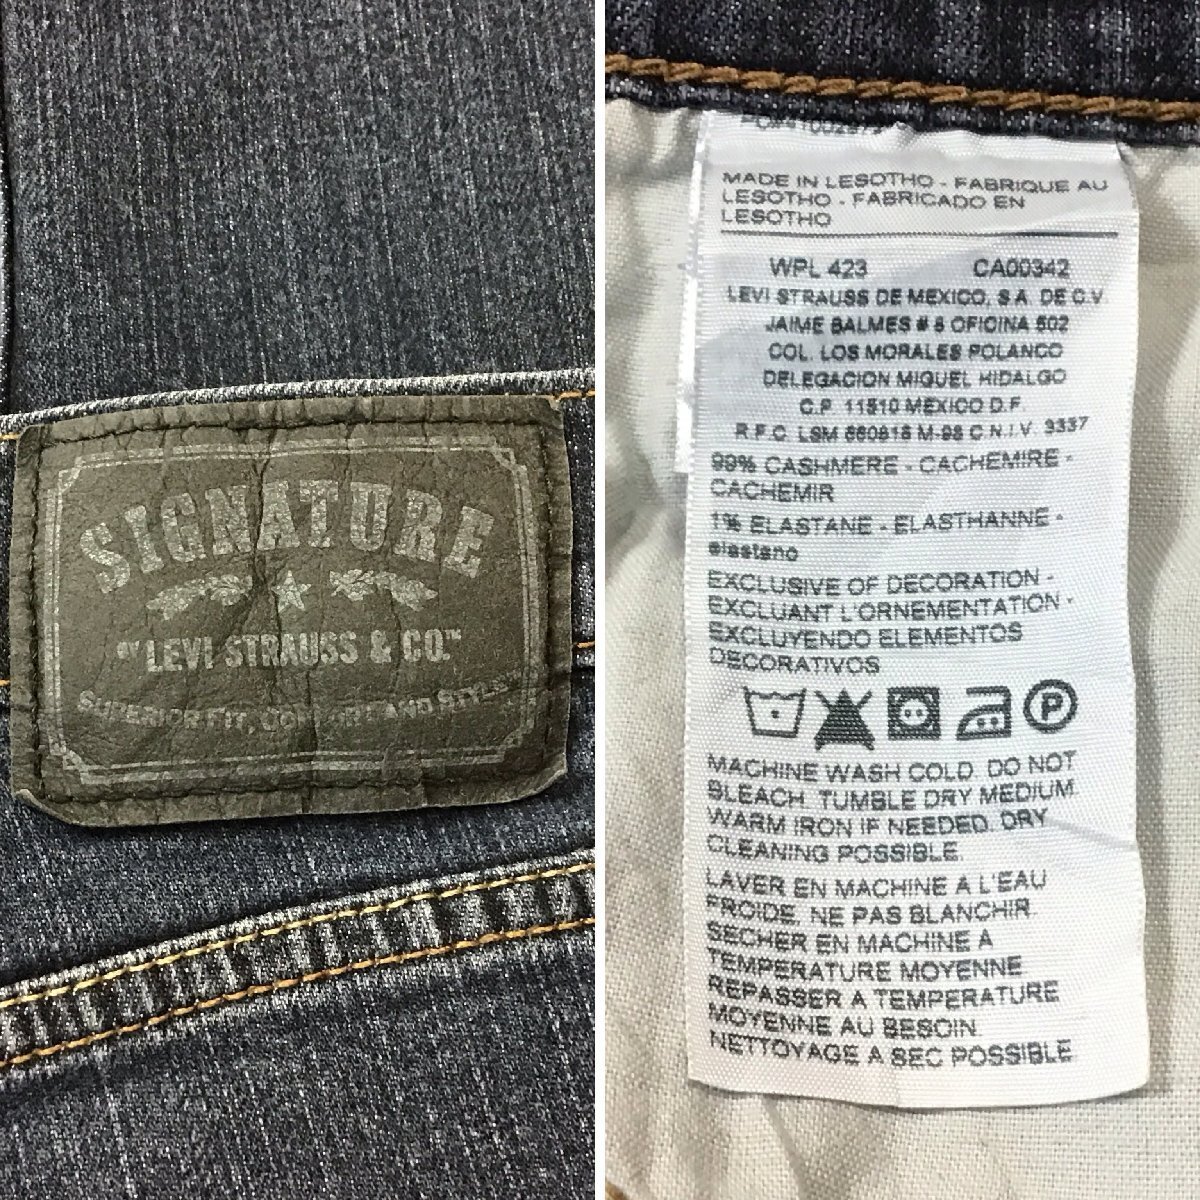 SIGNATURE
"LEVI STRAUSS & CO."
SUPERIOR FIT, COMFORT AND STYLE™
MADE IN LESOTHO - FABRIQUE AU
LESOTHO - FABRICADO EN
LESOTHO
WPL 423 CA00342
LEVI STRAUSS DE MEXICO, S.A. DE C.V.
JAIME BALMES # 8 OFICINA 602
COL. LOS MORALES POLANCO
DELEGACION MIGUEL HIDALGO
C.P. 11510 MEXICO D.F.
R.F.C. LSM 660818 M-98 C.N.I.V. 3337
99% CASHMERE - CACHEMIRE -
CACHEMIR
1% ELASTANE - ELASTHANNE -
elastano
EXCLUSIVE OF DECORATION -
EXCLUANT L'ORNEMENTATION -
EXCLUYENDO ELEMENTOS
DECORATIVOS
P
MACHINE WASH COLD. DO NOT
BLEACH. TUMBLE DRY MEDIUM.
WARM IRON IF NEEDED. DRY
CLEANING POSSIBLE.
LAVER EN MACHINE A L'EAU
FROIDE. NE PAS BLANCHIR.
SECHER EN MACHINE A
TEMPERATURE MOYENNE.
REPASSER A TEMPERATURE
MOYENNE AU BESOIN.
NETTOYAGE A SEC POSSIBLE.